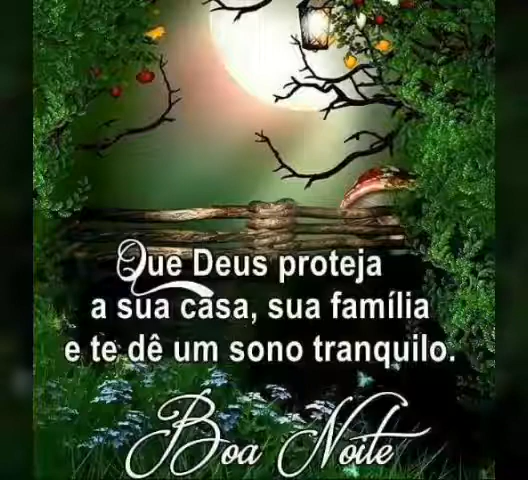 Que Deus proteja
a sua casa, sua família
e te dê um sono tranquilo.
Boa Noite